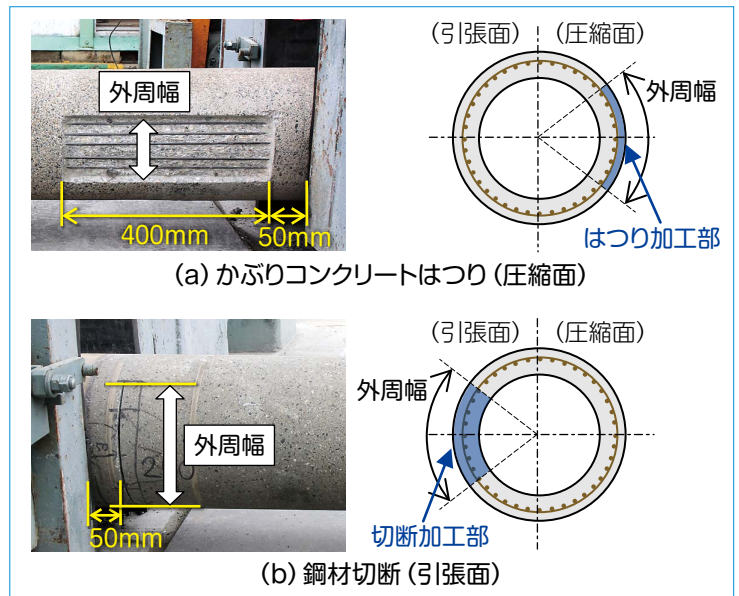 外周幅
400mm
50mm
(引張面) (圧縮面)
外周幅
はつり加工部
(a) かぶりコンクリートはつり (圧縮面)
外周幅
50mm
(引張面) (圧縮面)
外周幅
切断加工部
(b) 鋼材切断 (引張面)